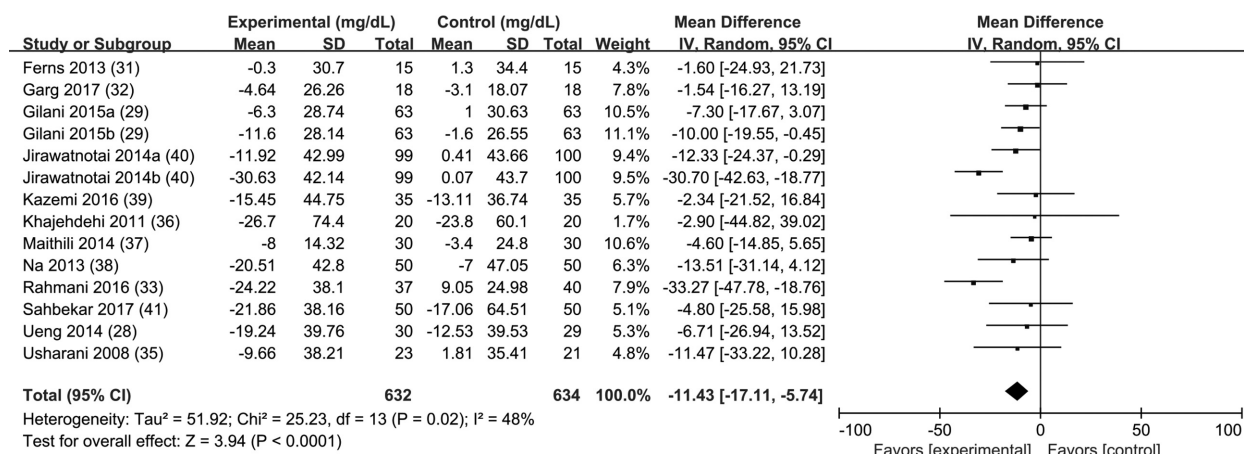 Experimental (mg/dL) Control (mg/dL) Mean Difference Mean Difference
Study or Subgroup Mean SD Total Mean SD Total Weight IV, Random, 95% CI IV, Random, 95% CI
Ferns 2013 (31) -0.3 30.7 15 1.3 34.4 15 4.3% -1.60 [-24.93, 21.73]
Garg 2017 (32) -4.64 26.26 18 -3.1 18.07 18 7.8% -1.54 [-16.27, 13.19]
Gilani 2015a (29) -6.3 28.74 63 1 30.63 63 10.5% -7.30 [-17.67, 3.07]
Gilani 2015b (29) -11.6 28.14 63 -1.6 26.55 63 11.1% -10.00 [-19.55, -0.45]
Jirawatnotai 2014a (40) -11.92 42.99 99 0.41 43.66 100 9.4% -12.33 [-24.37, -0.29]
Jirawatnotai 2014b (40) -30.63 42.14 99 0.07 43.7 100 9.5% -30.70 [-42.63, -18.77]
Kazemi 2016 (39) -15.45 44.75 35 -13.11 36.74 35 5.7% -2.34 [-21.52, 16.84]
Khajehdehi 2011 (36) -26.7 74.4 20 -23.8 60.1 20 1.7% -2.90 [-44.82, 39.02]
Maithili 2014 (37) -8 14.32 30 -3.4 24.8 30 10.6% -4.60 [-14.85, 5.65]
Na 2013 (38) -20.51 42.8 50 -7 47.05 50 6.3% -13.51 [-31.14, 4.12]
Rahmani 2016 (33) -24.22 38.1 37 9.05 24.98 40 7.9% -33.27 [-47.78, -18.76]
Sahbekar 2017 (41) -21.86 38.16 50 -17.06 64.51 50 5.1% -4.80 [-25.58, 15.98]
Ueng 2014 (28) -19.24 39.76 30 -12.53 39.53 29 5.3% -6.71 [-26.94, 13.52]
Usharani 2008 (35) -9.66 38.21 23 1.81 35.41 21 4.8% -11.47 [-33.22, 10.28]
Total (95% CI) 632 634 100.0% -11.43 [-17.11, -5.74]
Heterogeneity: Tau² = 51.92; Chi² = 25.23, df = 13 (P = 0.02); I² = 48%
Test for overall effect: Z = 3.94 (P < 0.0001)
-100 -50 0 50 100
Favors [experimental] Favors [control]